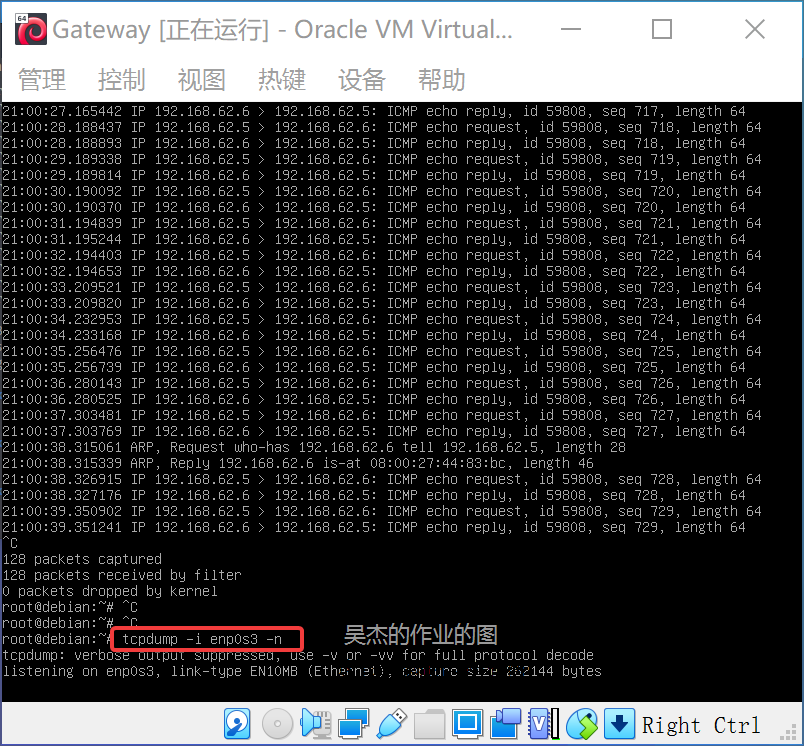 64
Gateway [正在运行] - Oracle VM Virtual...
管理 控制 视图 热键 设备 帮助
21:00:27.165442 IP 192.168.62.6 > 192.168.62.5: ICMP echo reply, id 59808, seq 717, length 64
21:00:28.188437 IP 192.168.62.5 > 192.168.62.6: ICMP echo request, id 59808, seq 718, length 64
21:00:28.188893 IP 192.168.62.6 > 192.168.62.5: ICMP echo reply, id 59808, seq 718, length 64
21:00:29.189338 IP 192.168.62.5 > 192.168.62.6: ICMP echo request, id 59808, seq 719, length 64
21:00:29.189814 IP 192.168.62.6 > 192.168.62.5: ICMP echo reply, id 59808, seq 719, length 64
21:00:30.190092 IP 192.168.62.5 > 192.168.62.6: ICMP echo request, id 59808, seq 720, length 64
21:00:30.190370 IP 192.168.62.6 > 192.168.62.5: ICMP echo reply, id 59808, seq 720, length 64
21:00:31.194839 IP 192.168.62.5 > 192.168.62.6: ICMP echo request, id 59808, seq 721, length 64
21:00:31.195244 IP 192.168.62.6 > 192.168.62.5: ICMP echo reply, id 59808, seq 721, length 64
21:00:32.194403 IP 192.168.62.5 > 192.168.62.6: ICMP echo request, id 59808, seq 722, length 64
21:00:32.194653 IP 192.168.62.6 > 192.168.62.5: ICMP echo reply, id 59808, seq 722, length 64
21:00:33.209521 IP 192.168.62.5 > 192.168.62.6: ICMP echo request, id 59808, seq 723, length 64
21:00:33.209820 IP 192.168.62.6 > 192.168.62.5: ICMP echo reply, id 59808, seq 723, length 64
21:00:34.232953 IP 192.168.62.5 > 192.168.62.6: ICMP echo request, id 59808, seq 724, length 64
21:00:34.233168 IP 192.168.62.6 > 192.168.62.5: ICMP echo reply, id 59808, seq 724, length 64
21:00:35.256476 IP 192.168.62.5 > 192.168.62.6: ICMP echo request, id 59808, seq 725, length 64
21:00:35.256739 IP 192.168.62.6 > 192.168.62.5: ICMP echo reply, id 59808, seq 725, length 64
21:00:36.280143 IP 192.168.62.5 > 192.168.62.6: ICMP echo request, id 59808, seq 726, length 64
21:00:36.280525 IP 192.168.62.6 > 192.168.62.5: ICMP echo reply, id 59808, seq 726, length 64
21:00:37.303481 IP 192.168.62.5 > 192.168.62.6: ICMP echo request, id 59808, seq 727, length 64
21:00:37.303769 IP 192.168.62.6 > 192.168.62.5: ICMP echo reply, id 59808, seq 727, length 64
21:00:38.315061 ARP, Request who-has 192.168.62.6 tell 192.168.62.5, length 28
21:00:38.315339 ARP, Reply 192.168.62.6 is-at 08:00:27:44:83:bc, length 46
21:00:38.326915 IP 192.168.62.5 > 192.168.62.6: ICMP echo request, id 59808, seq 728, length 64
21:00:38.327176 IP 192.168.62.6 > 192.168.62.5: ICMP echo reply, id 59808, seq 728, length 64
21:00:39.350902 IP 192.168.62.5 > 192.168.62.6: ICMP echo request, id 59808, seq 729, length 64
21:00:39.351241 IP 192.168.62.6 > 192.168.62.5: ICMP echo reply, id 59808, seq 729, length 64
^C
128 packets captured
128 packets received by filter
0 packets dropped by kernel
root@debian:~# ^C
root@debian:~# ^C
root@debian:~# tcpdump -i enp0s3 -n 吴杰的作业的图
tcpdump: verbose output suppressed, use -v or -vv for full protocol decode
listening on enp0s3, link-type EN10MB (Ethernet), capture size 262144 bytes
Right Ctrl